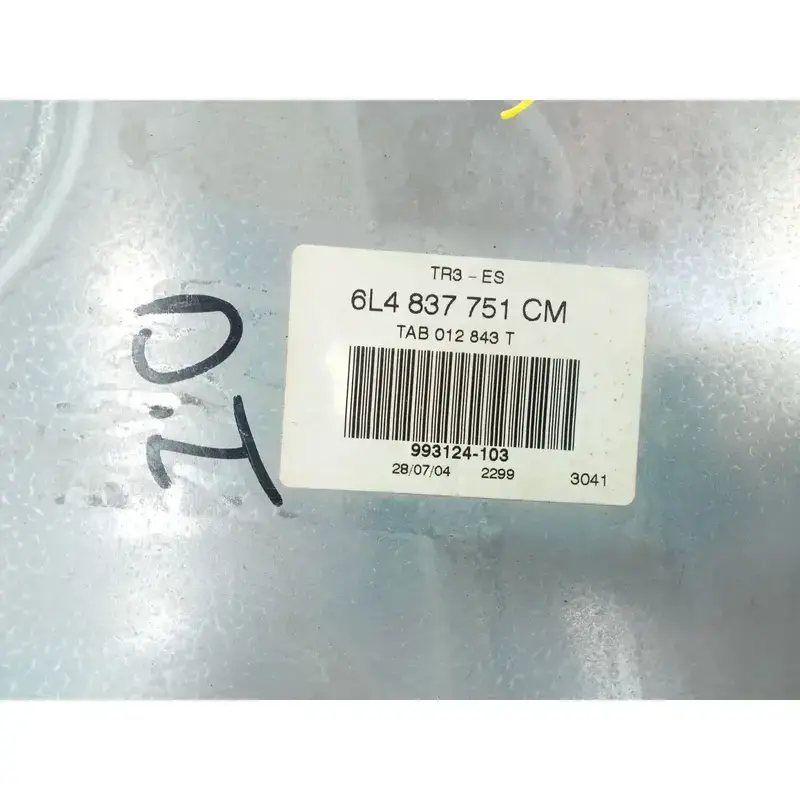 TR3 - ES
6L4 837 751 CM
TAB 012 843 T
993124-103
28/07/04 2299 3041